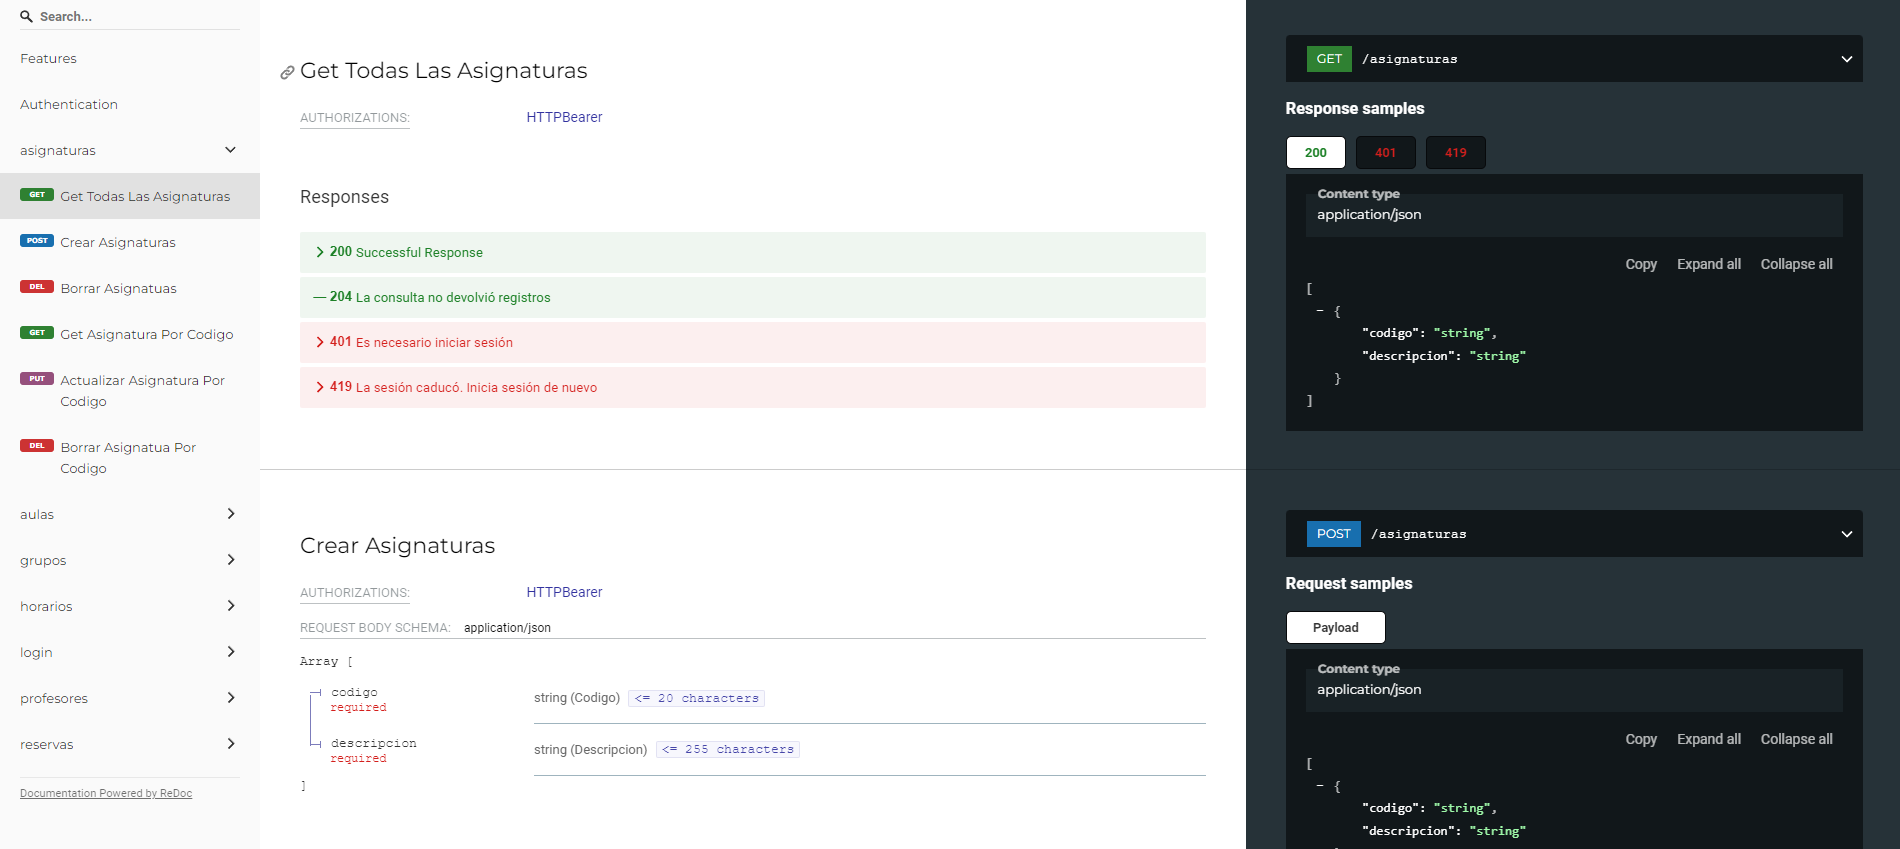 Search...
Features
Authentication
asignaturas
GET Get Todas Las Asignaturas
POST Crear Asignaturas
DEL Borrar Asignatuas
GET Get Asignatura Por Codigo
PUT Actualizar Asignatura Por
Codigo
DEL Borrar Asignatua Por
Codigo
aulas
grupos
horarios
login
profesores
reservas
Documentation Powered by ReDoc
Get Todas Las Asignaturas
AUTHORIZATIONS: HTTPBearer
Responses
200 Successful Response
204 La consulta no devolvió registros
401 Es necesario iniciar sesión
419 La sesión caducó. Inicia sesión de nuevo
GET /asignaturas
Response samples
200 401 419
Content type
application/json
Copy Expand all Collapse all
[
− {
"codigo": "string",
"descripcion": "string"
}
]
Crear Asignaturas
AUTHORIZATIONS: HTTPBearer
REQUEST BODY SCHEMA: application/json
Array [
codigo string (Codigo) <= 20 characters
required
descripcion string (Descripcion) <= 255 characters
required
]
POST /asignaturas
Request samples
Payload
Content type
application/json
Copy Expand all Collapse all
[
− {
"codigo": "string",
"descripcion": "string"